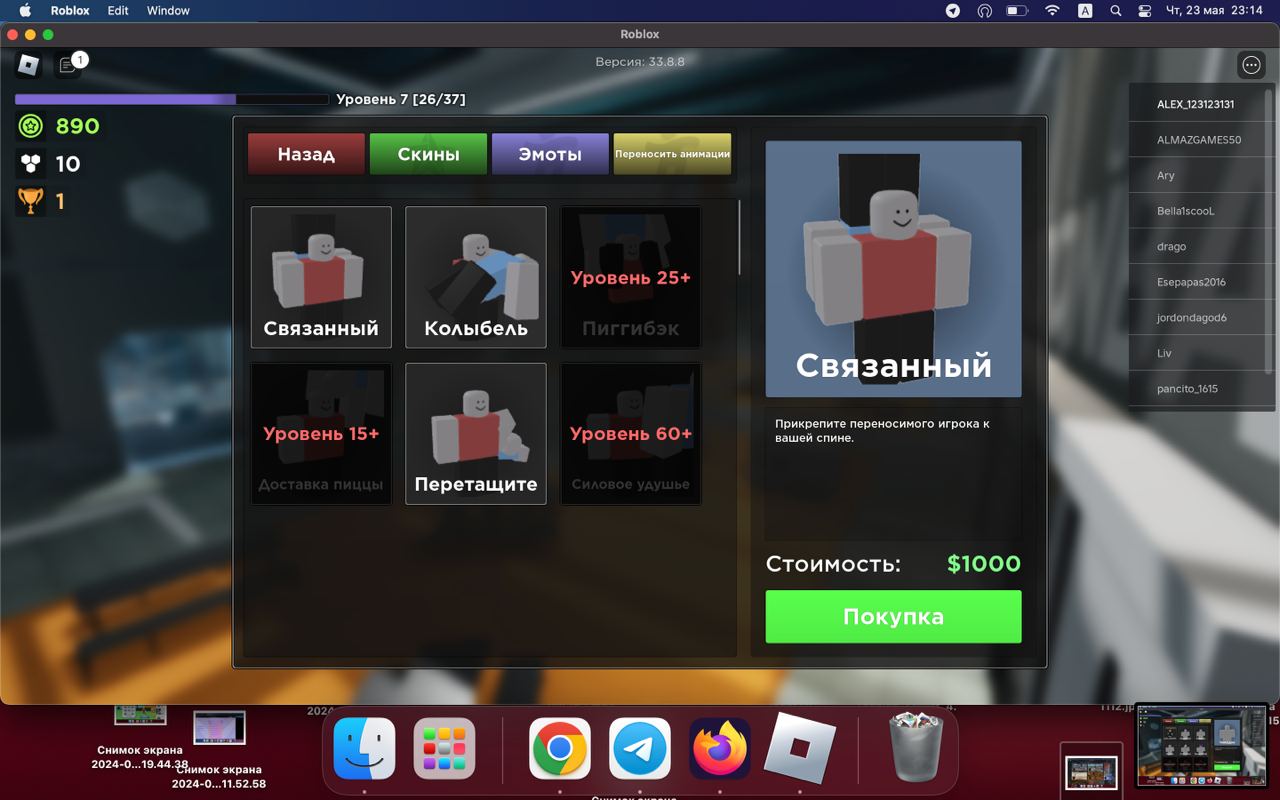 Roblox Edit Window
A Чт, 23 мая 23:14
Roblox
1
Версия: 33.8.8
Уровень 7 [26/37]
890
10
1
Назад Скины Эмоты Переносить анимации
Связанный
Колыбель
Уровень 25+
Пиггибэк
Уровень 15+
Доставка пиццы
Перетащите
Уровень 60+
Силовое удушье
Связанный
Прикрепите переносимого игрока к
вашей спине.
Стоимость: $1000
Покупка
ALEX_123123131
ALMAZGAMES50
Ary
Bella1scooL
drago
Esepapas2016
jordondagod6
Liv
pancito_1615
Снимок экрана
2024-0...19.44.38
Снимок экрана
2024-0...11.52.58